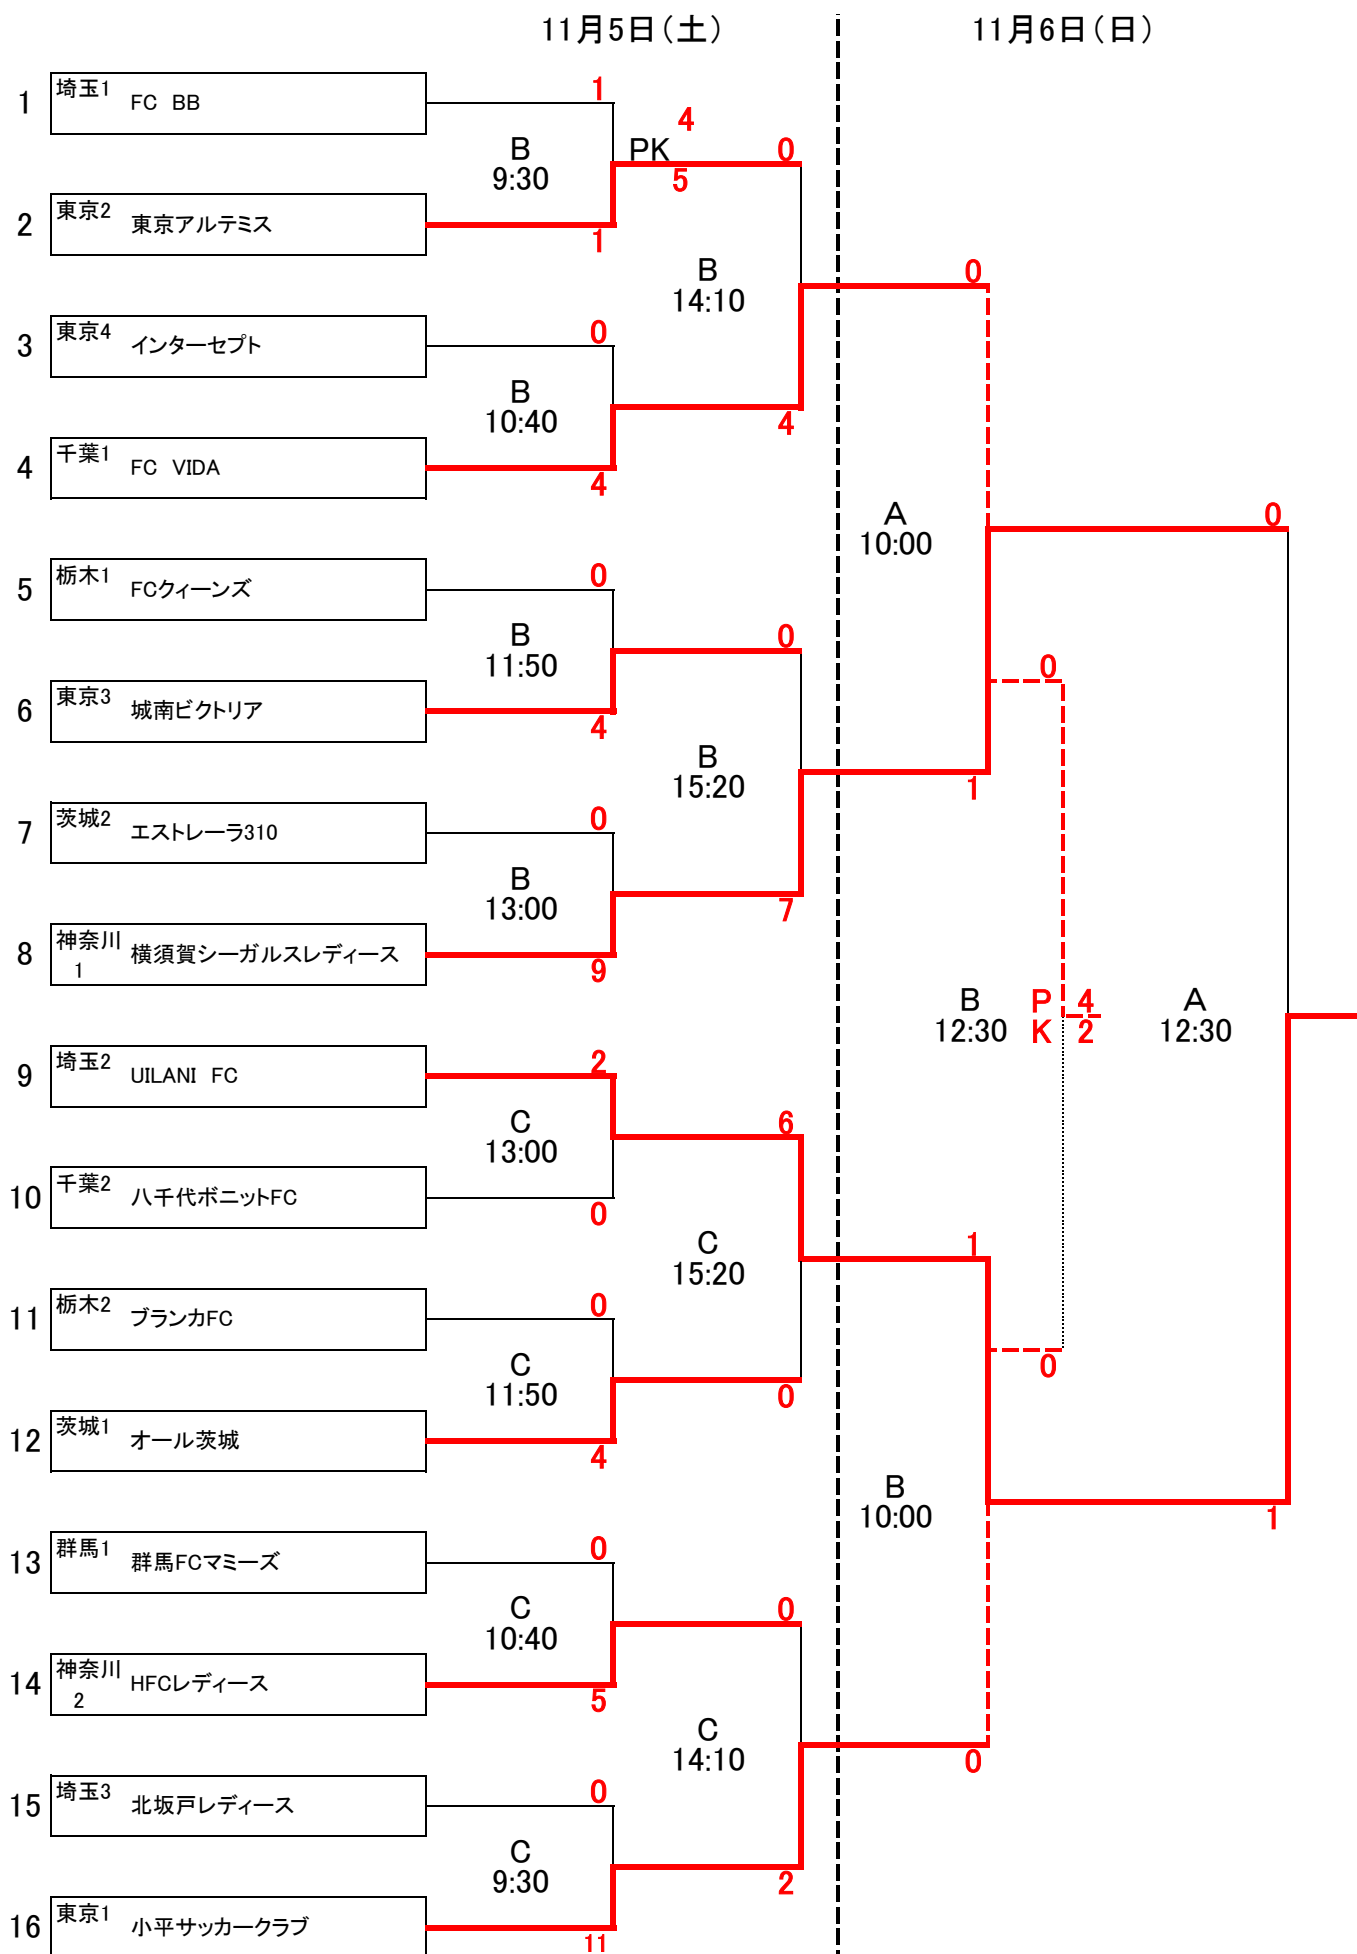 11月5日（土）
11月6日（日）
1 埼玉1 FC BB
1
4
B
9:30
PK
0
5
2 東京2 東京アルテミス
1
B
14:10
0
3 東京4 インターセプト
0
B
10:40
4
4 千葉1 FC VIDA
4
A
10:00
0
5 栃木1 FCクィーンズ
0
B
11:50
0
0
6 東京3 城南ビクトリア
4
B
15:20
1
7 茨城2 エストレーラ310
0
B
13:00
7
8 神奈川1 横須賀シーガルスレディース
9
B
12:30
PK
4
2
A
12:30
9 埼玉2 UILANI FC
2
C
13:00
6
10 千葉2 八千代ボニットFC
0
C
15:20
1
11 栃木2 ブランカFC
0
C
11:50
0
0
12 茨城1 オール茨城
4
B
10:00
1
13 群馬1 群馬FCマミーズ
0
C
10:40
0
14 神奈川2 HFCレディース
5
C
14:10
0
15 埼玉3 北坂戸レディース
0
C
9:30
2
16 東京1 小平サッカークラブ
11